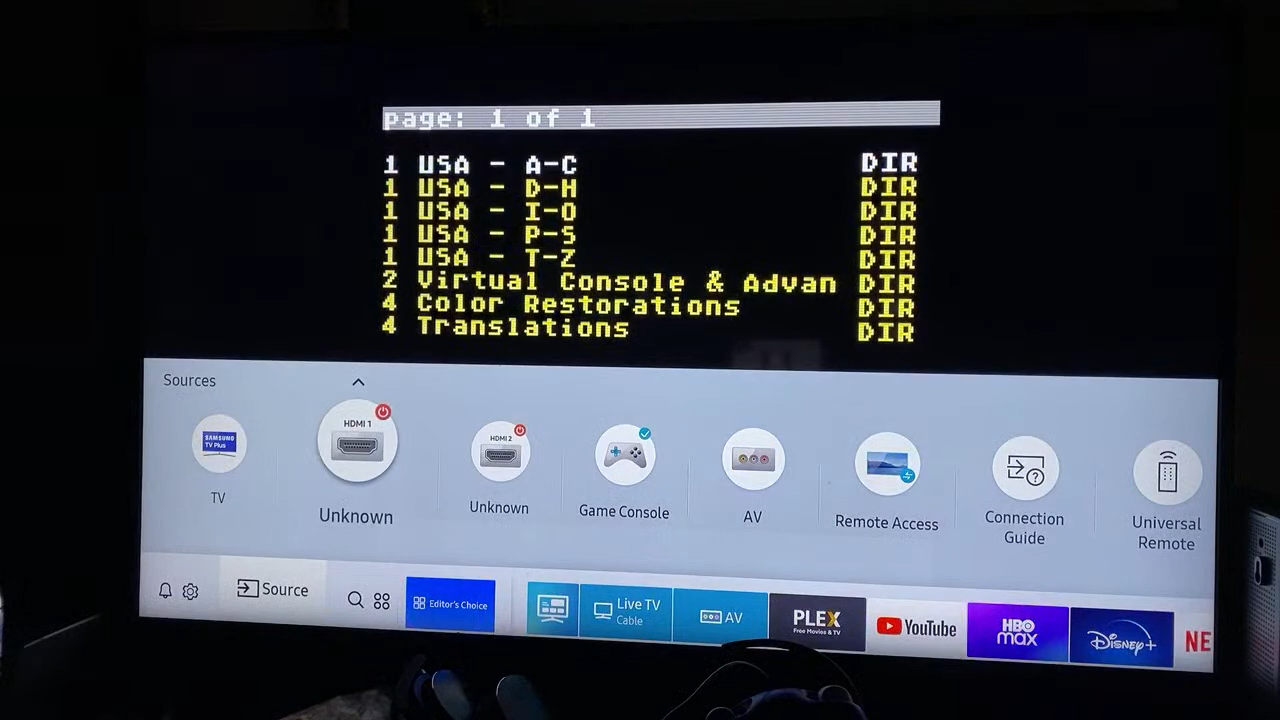 page: 1 of 1
1 USA - A-C DIR
1 USA - D-H DIR
1 USA - I-O DIR
1 USA - P-S DIR
1 USA - T-Z DIR
2 Virtual Console & Advan DIR
4 Color Restorations DIR
4 Translations DIR
Sources
SAMSUNG TV Plus
HDMI 1
HDMI 2
TV
Unknown
Unknown
Game Console
AV
Remote Access
Connection Guide
Universal Remote
Source
Editor's Choice
Live TV
Cable
AV
PLEX
Free Movies & TV
YouTube
HBO max
Disney+
NE